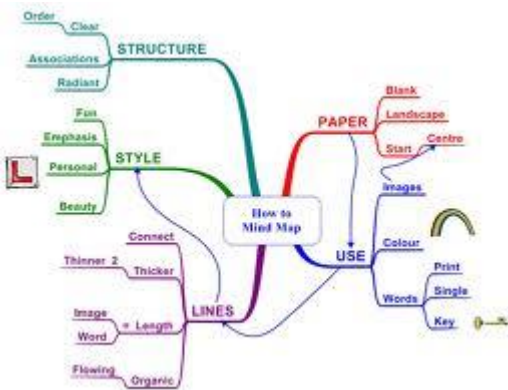 How to
Mind Map
PAPER
Blank
Landscape
Start
Centre
USE
Images
Colour
Words
Print
Single
Key
LINES
Connect
Thinner 2
Thicker
Image
Word
= Length
Flowing
Organic
STYLE
Fun
Emphasis
Personal
L
Beauty
STRUCTURE
Order
Clear
Associations
Radiant